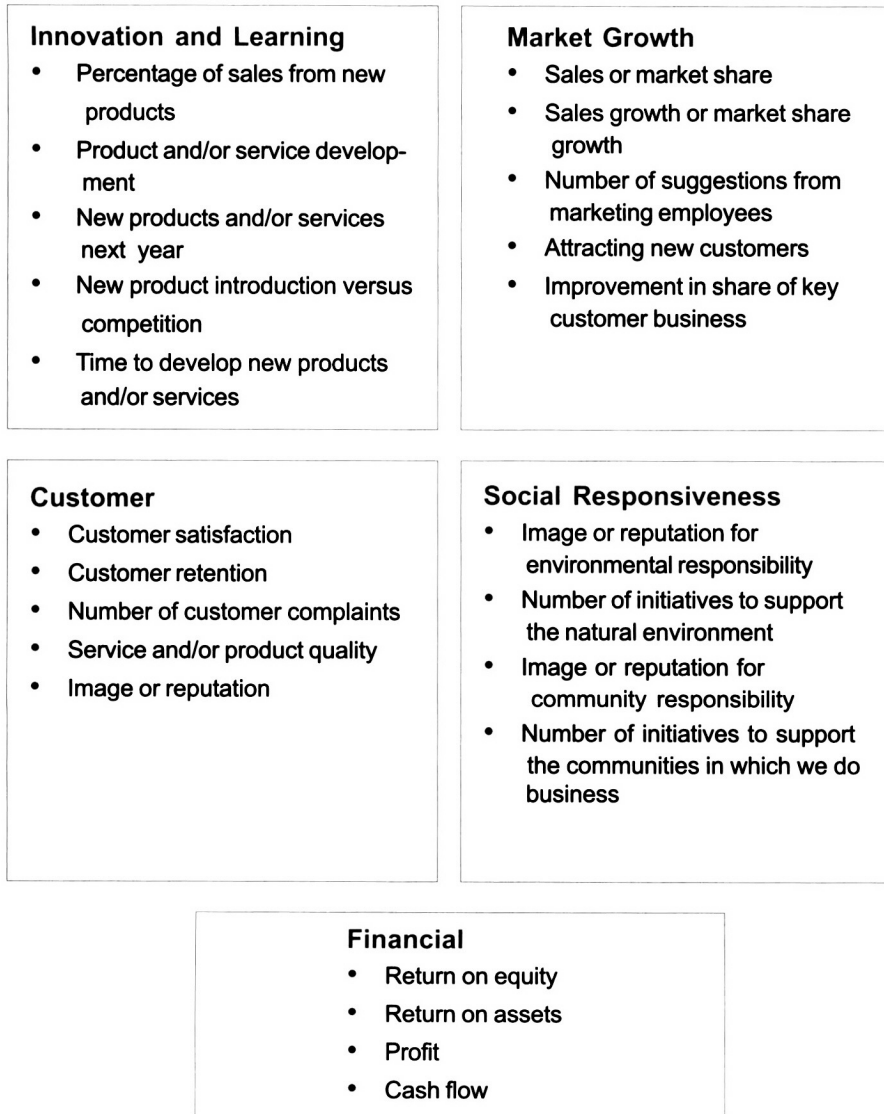 Innovation and Learning
• Percentage of sales from new
products
• Product and/or service develop-
ment
• New products and/or services
next year
• New product introduction versus
competition
• Time to develop new products
and/or services
Market Growth
• Sales or market share
• Sales growth or market share
growth
• Number of suggestions from
marketing employees
• Attracting new customers
• Improvement in share of key
customer business
Customer
• Customer satisfaction
• Customer retention
• Number of customer complaints
• Service and/or product quality
• Image or reputation
Social Responsiveness
• Image or reputation for
environmental responsibility
• Number of initiatives to support
the natural environment
• Image or reputation for
community responsibility
• Number of initiatives to support
the communities in which we do
business
Financial
• Return on equity
• Return on assets
• Profit
• Cash flow